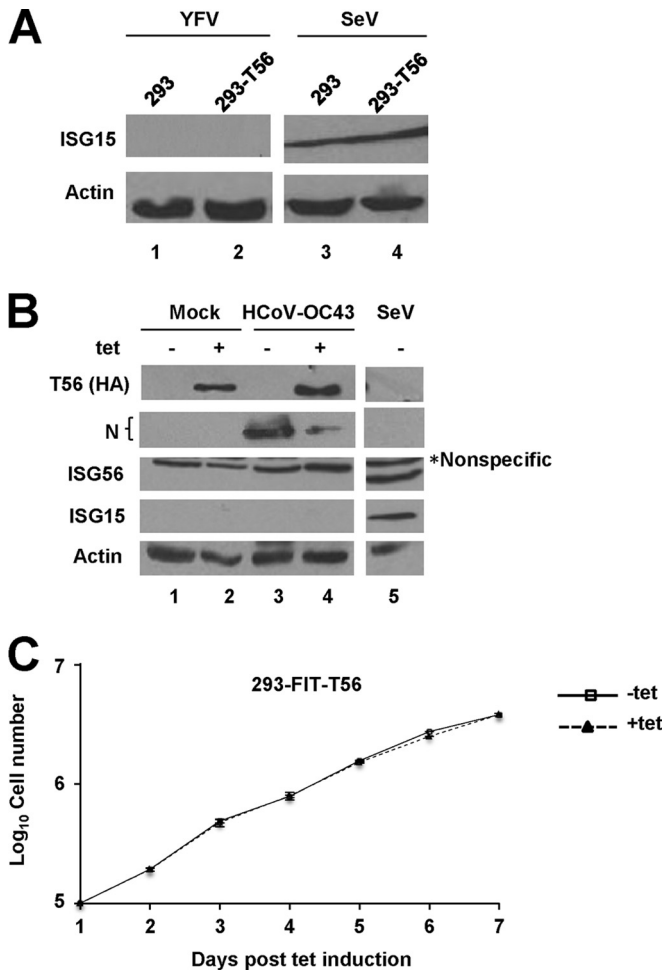 A
YFV
SeV
293
293-T56
293
293-T56
ISG15
Actin
1 2 3 4
B
Mock HCoV-OC43 SeV
tet - + - + -
T56 (HA)
N {
*Nonspecific
ISG56
ISG15
Actin
1 2 3 4 5
C
7
293-FIT-T56
-tet
+tet
Log10 Cell number
6
5
1 2 3 4 5 6 7
Days post tet induction